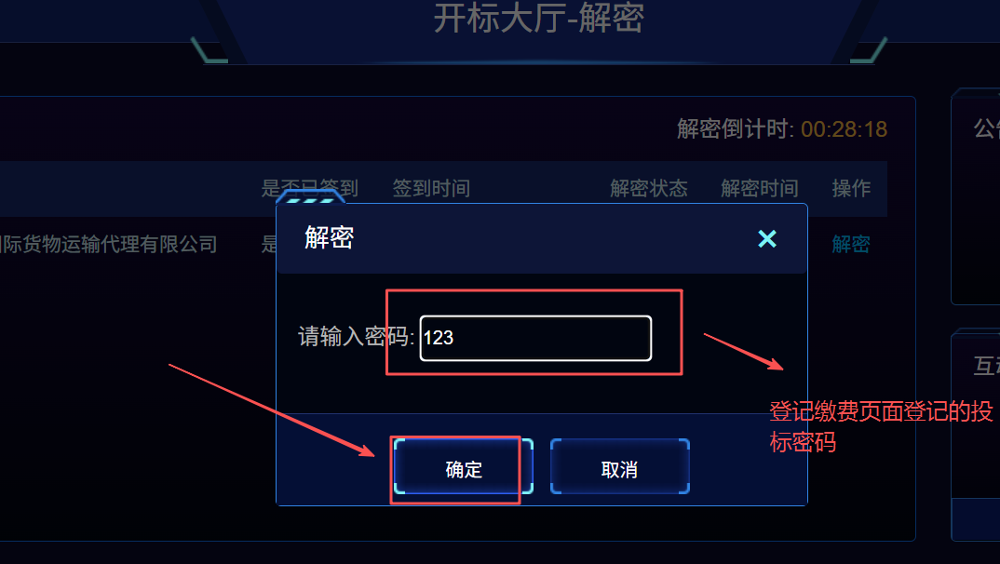 开标大厅-解密
解密倒计时: 00:28:18
是否已签到 签到时间 解密状态 解密时间 操作
际货物运输代理有限公司 是 解密
解密
请输入密码: 123
登记缴费页面登记的投
标密码
确定 取消